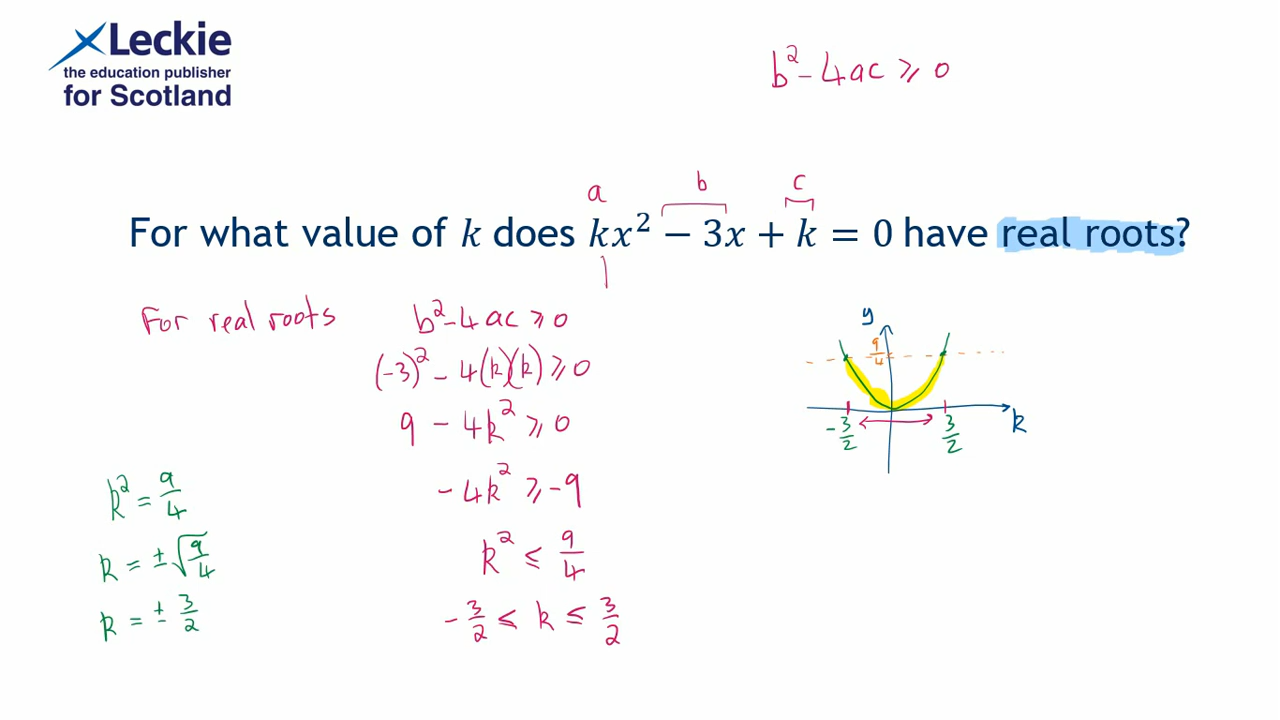 Leckie
the education publisher
for Scotland
b² - 4ac ≥ 0
a b c
For what value of k does kx² − 3x + k = 0 have real roots?
For real roots
b² - 4ac ≥ 0
(-3)² - 4(k)(k) ≥ 0
9 - 4k² ≥ 0
-4k² ≥ -9
k² ≤ 9/4
-3/2 ≤ k ≤ 3/2
k² = 9/4
k = ±√9/4
k = ± 3/2
y
9/4
-3/2 3/2 k